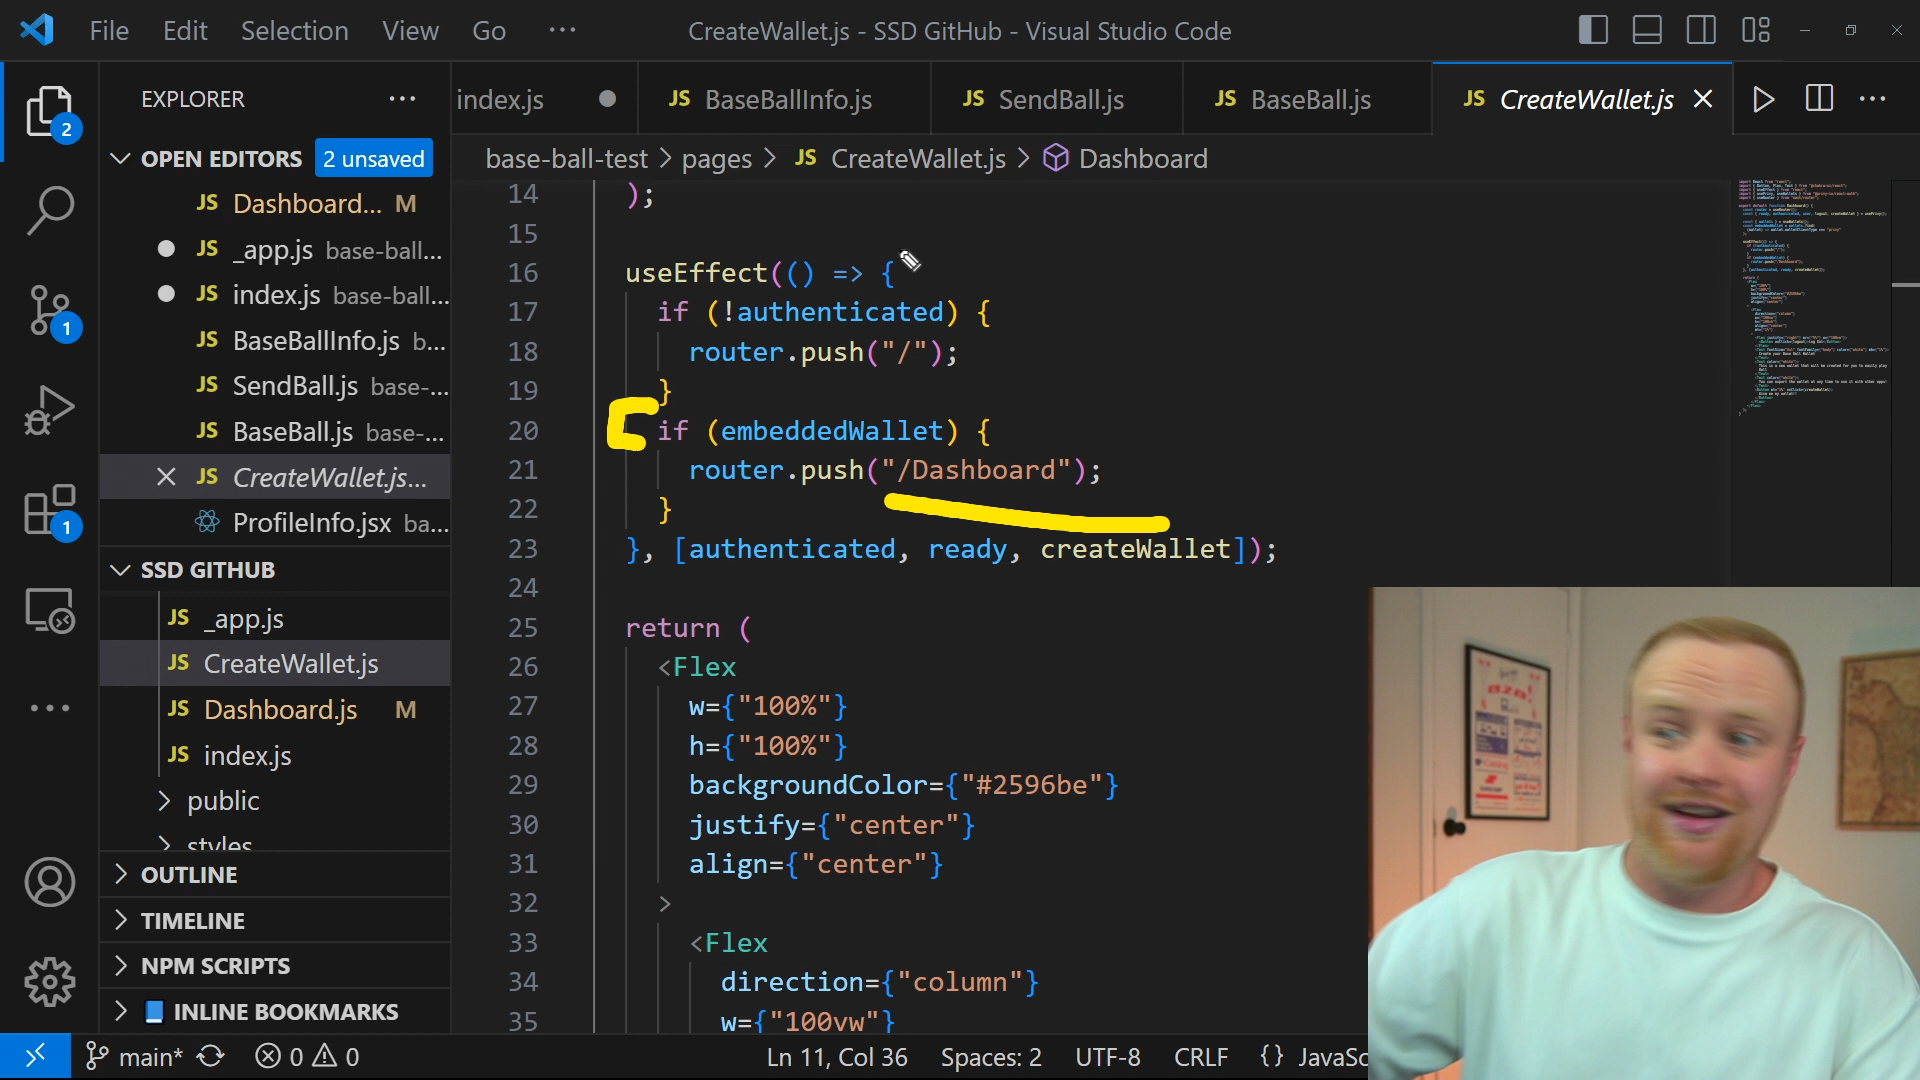 File Edit Selection View Go ··· CreateWallet.js - SSD GitHub - Visual Studio Code
EXPLORER ···
2
OPEN EDITORS 2 unsaved
JS Dashboard... M
JS _app.js base-ball...
JS index.js base-ball...
JS BaseBallInfo.js b...
JS SendBall.js base-...
JS BaseBall.js base-...
JS CreateWallet.js...
ProfileInfo.jsx ba...
1
1
SSD GITHUB
JS _app.js
JS CreateWallet.js
JS Dashboard.js M
JS index.js
public
styles
OUTLINE
TIMELINE
NPM SCRIPTS
INLINE BOOKMARKS
index.js JS BaseBallInfo.js JS SendBall.js JS BaseBall.js JS CreateWallet.js ···
base-ball-test > pages > JS CreateWallet.js > Dashboard
14 );
15
16 useEffect(() => {
17 if (!authenticated) {
18 router.push("/");
19 }
20 if (embeddedWallet) {
21 router.push("/Dashboard");
22 }
23 }, [authenticated, ready, createWallet]);
24
25 return (
26 <Flex
27 w={"100%"}
28 h={"100%"}
29 backgroundColor={"#2596be"}
30 justify={"center"}
31 align={"center"}
32 >
33 <Flex
34 direction={"column"}
35 w={"100vw"}
main* 0 0 Ln 11, Col 36 Spaces: 2 UTF-8 CRLF {} JavaSc